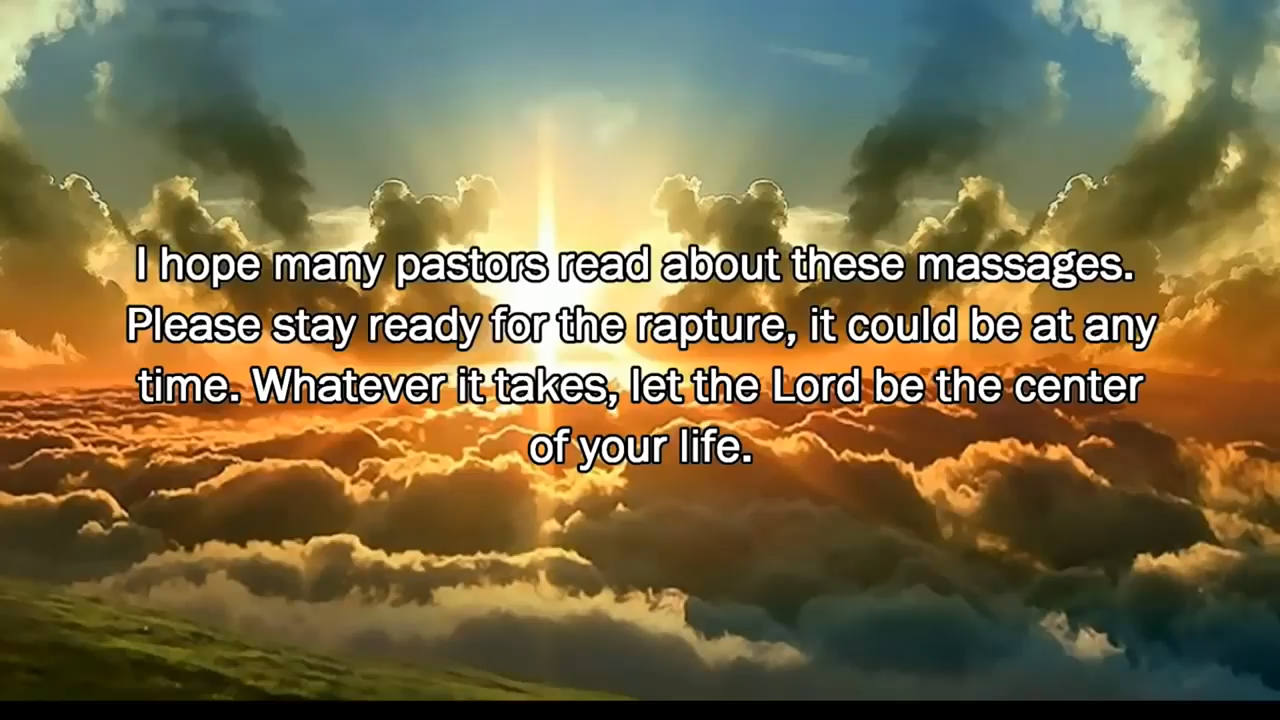 I hope many pastors read about these massages.
Please stay ready for the rapture, it could be at any
time. Whatever it takes, let the Lord be the center
of your life.